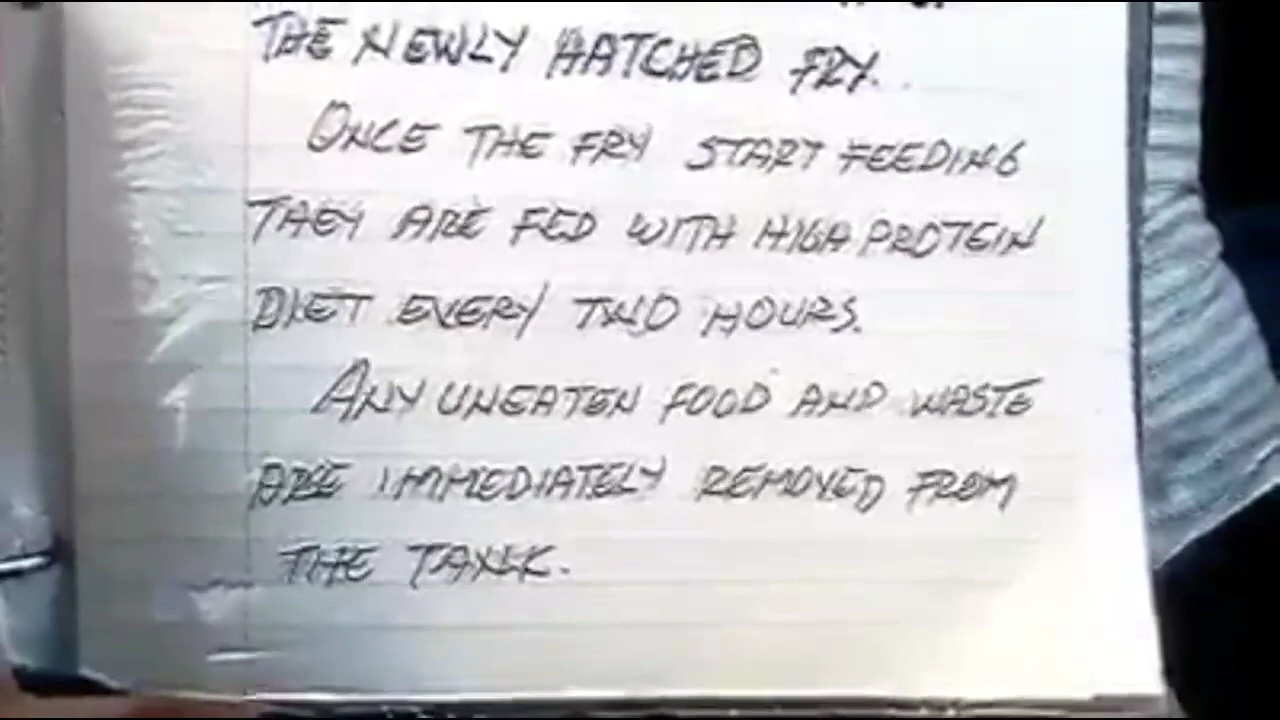 THE NEWLY HATCHED FRY.
ONCE THE FRY START FEEDING
THEY ARE FED WITH HIGH PROTEIN
DIET EVERY TWO HOURS.
ANY UNEATEN FOOD AND WASTE
ARE IMMEDIATELY REMOVED FROM
THE TANK.